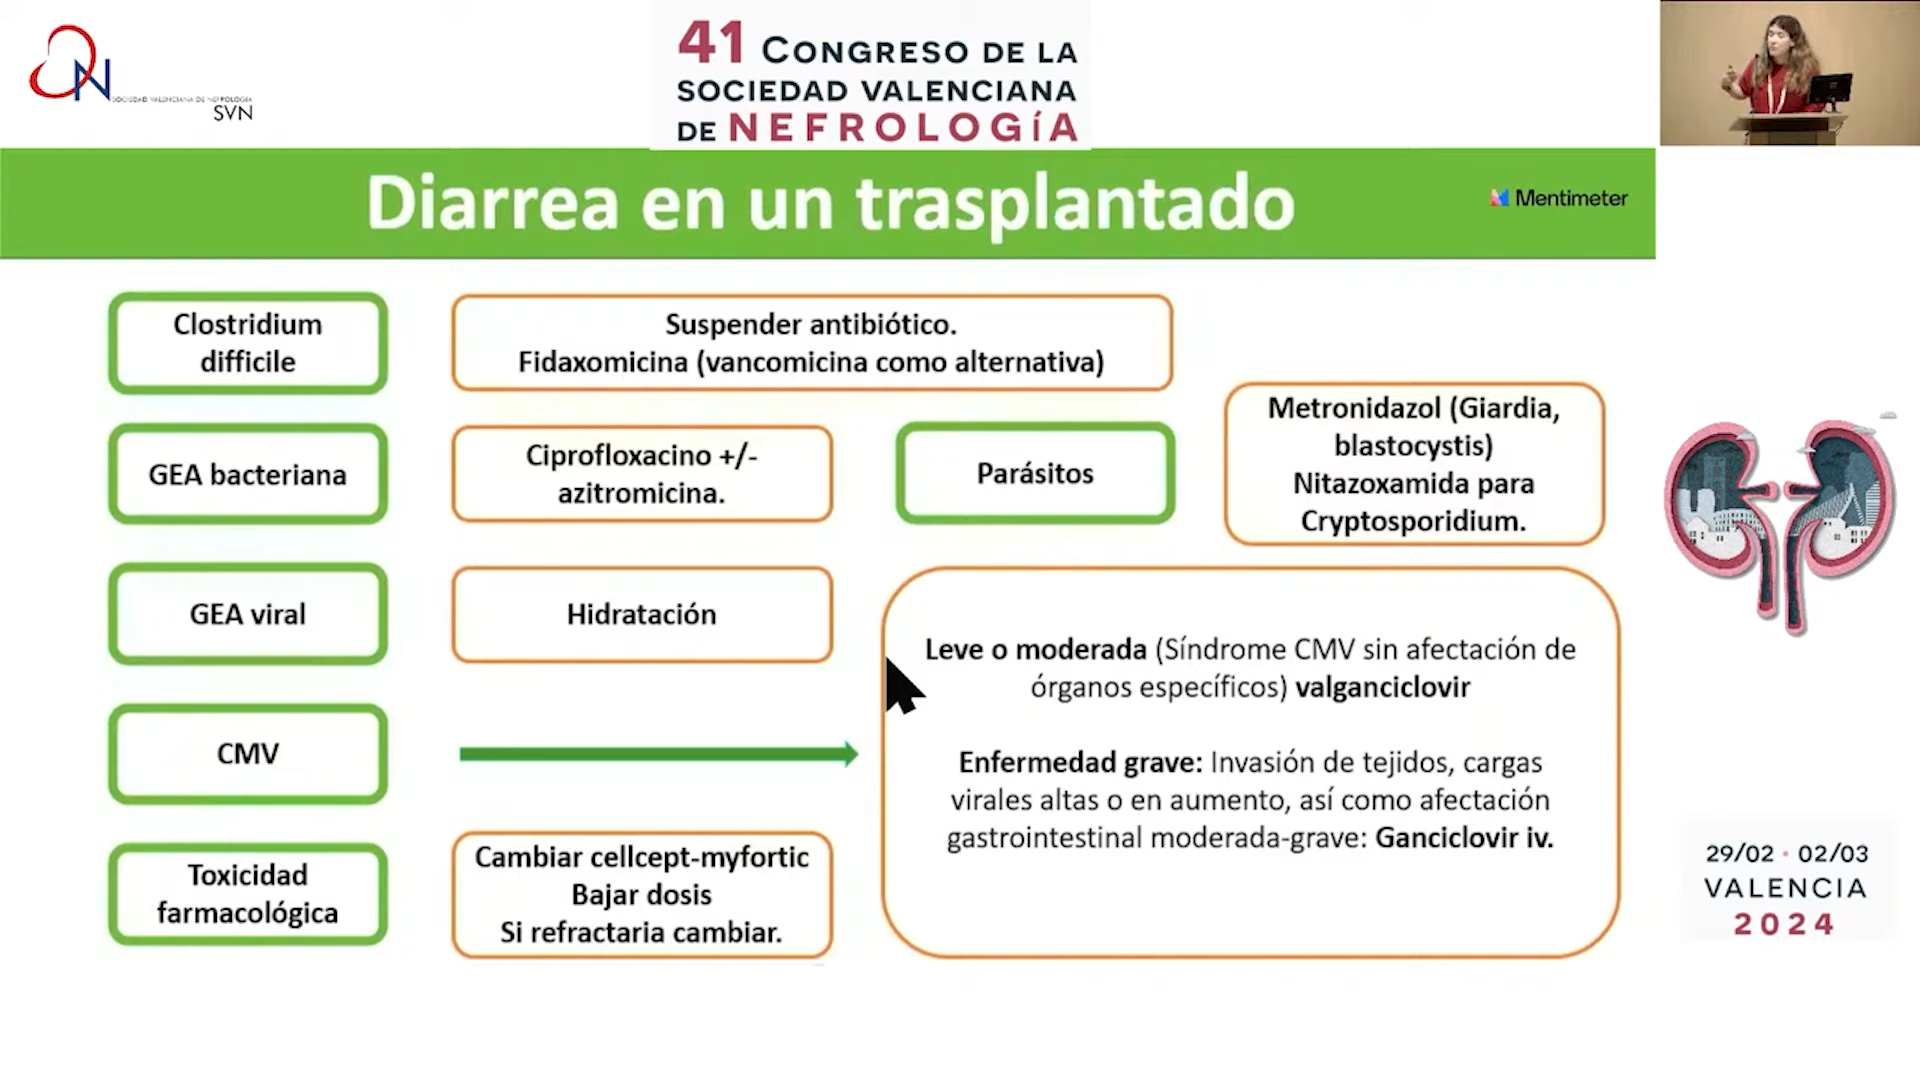 SOCIEDAD VALENCIANA DE NEFROLOGÍA
SVN
41 CONGRESO DE LA
SOCIEDAD VALENCIANA
DE NEFROLOGÍA
Diarrea en un trasplantado
Mentimeter
Clostridium
difficile
Suspender antibiótico.
Fidaxomicina (vancomicina como alternativa)
GEA bacteriana
Ciprofloxacino +/-
azitromicina.
Parásitos
Metronidazol (Giardia,
blastocystis)
Nitazoxamida para
Cryptosporidium.
GEA viral
Hidratación
CMV
Leve o moderada (Síndrome CMV sin afectación de
órganos específicos) valganciclovir
Enfermedad grave: Invasión de tejidos, cargas
virales altas o en aumento, así como afectación
gastrointestinal moderada-grave: Ganciclovir iv.
Toxicidad
farmacológica
Cambiar cellcept-myfortic
Bajar dosis
Si refractaria cambiar.
29/02 • 02/03
VALENCIA
2024